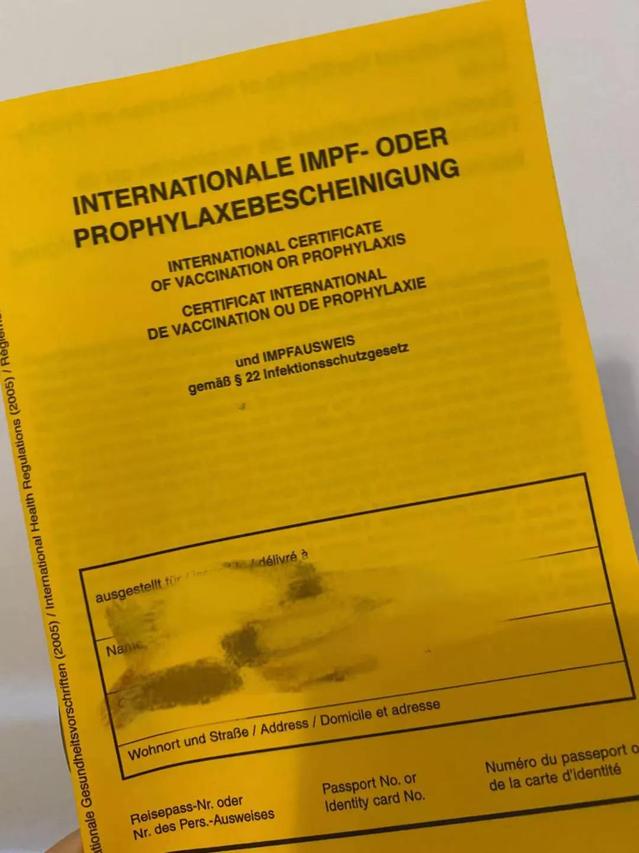 INTERNATIONALE IMPF- ODER
PROPHYLAXEBESCHEINIGUNG
INTERNATIONAL CERTIFICATE
OF VACCINATION OR PROPHYLAXIS
CERTIFICAT INTERNATIONAL
DE VACCINATION OU DE PROPHYLAXIE
und IMPFAUSWEIS
gemäß § 22 Infektionsschutzgesetz
ausgestellt für / délivré à
Name
Wohnort und Straße / Address / Domicile et adresse
Reisepass-Nr. oder
Nr. des Pers.-Ausweises
Passport No. or
Identity card No.
Numéro du passeport o
de la carte d'identité
tionale Gesundheitsvorschriften (2005) / International Health Regulations (2005) / Règleme